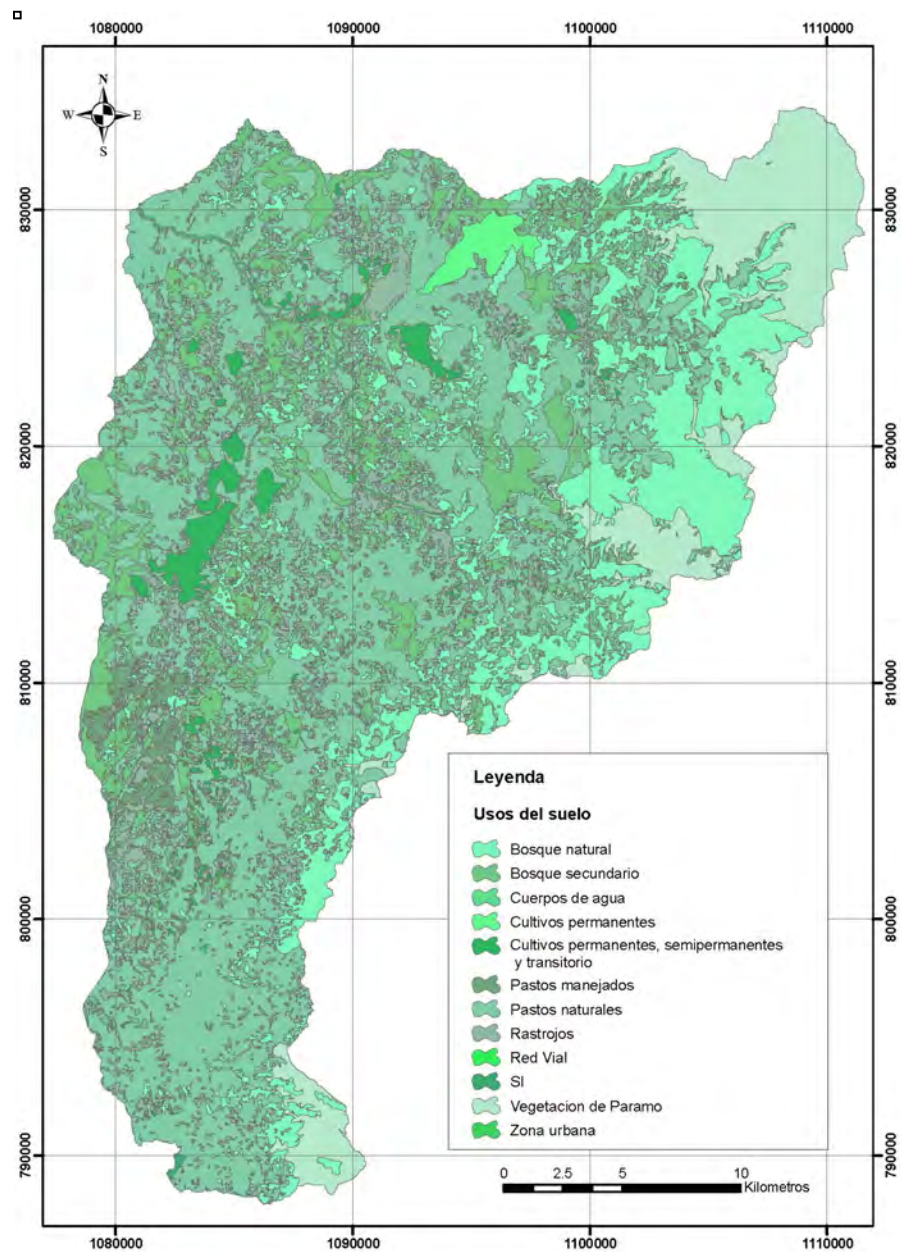 1080000 1090000 1100000 1110000
N
W E
S
830000 830000
820000 820000
810000 810000
Leyenda
Usos del suelo
Bosque natural
Bosque secundario
Cuerpos de agua
Cultivos permanentes
Cultivos permanentes, semipermanentes
y transitorio
Pastos manejados
Pastos naturales
Rastrojos
Red Vial
SI
Vegetacion de Paramo
Zona urbana
800000 800000
790000 790000
0 2.5 5 10
Kilometros
1080000 1090000 1100000 1110000